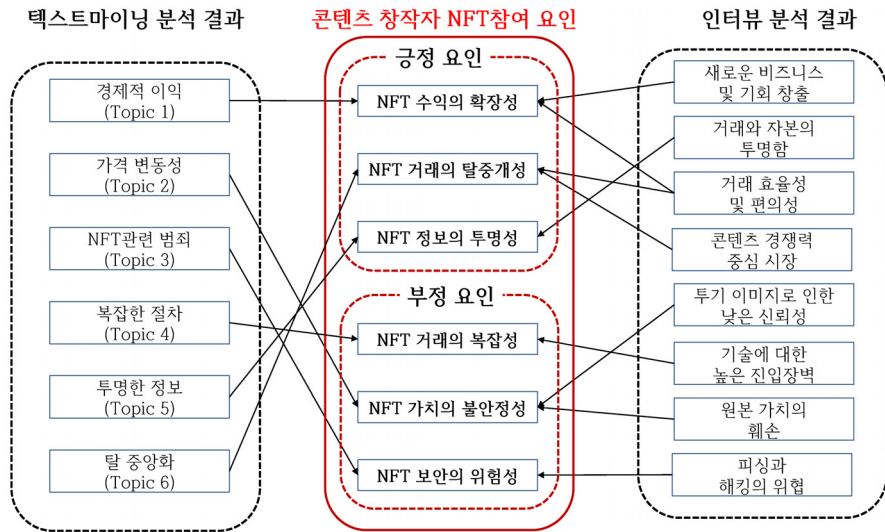 텍스트마이닝 분석 결과
경제적 이익
(Topic 1)
가격 변동성
(Topic 2)
NFT관련 범죄
(Topic 3)
복잡한 절차
(Topic 4)
투명한 정보
(Topic 5)
탈 중앙화
(Topic 6)
콘텐츠 창작자 NFT참여 요인
긍정 요인
NFT 수익의 확장성
NFT 거래의 탈중개성
NFT 정보의 투명성
부정 요인
NFT 거래의 복잡성
NFT 가치의 불안정성
NFT 보안의 위험성
인터뷰 분석 결과
새로운 비즈니스
및 기회 창출
거래와 자본의
투명함
거래 효율성
및 편의성
콘텐츠 경쟁력
중심 시장
투기 이미지로 인한
낮은 신뢰성
기술에 대한
높은 진입장벽
원본 가치의
훼손
피싱과
해킹의 위협